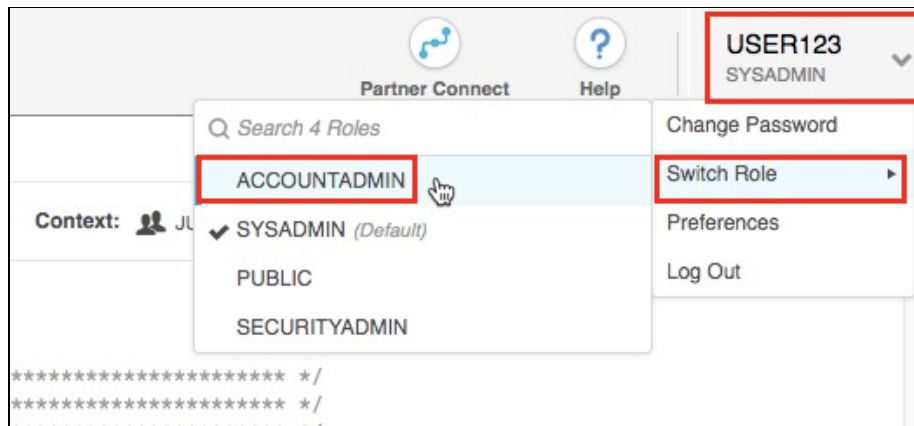 USER123
SYSADMIN
Partner Connect
Help
Search 4 Roles
Change Password
ACCOUNTADMIN
Switch Role
Context:
SYSADMIN (Default)
Preferences
PUBLIC
Log Out
SECURITYADMIN
********************** */
********************** */